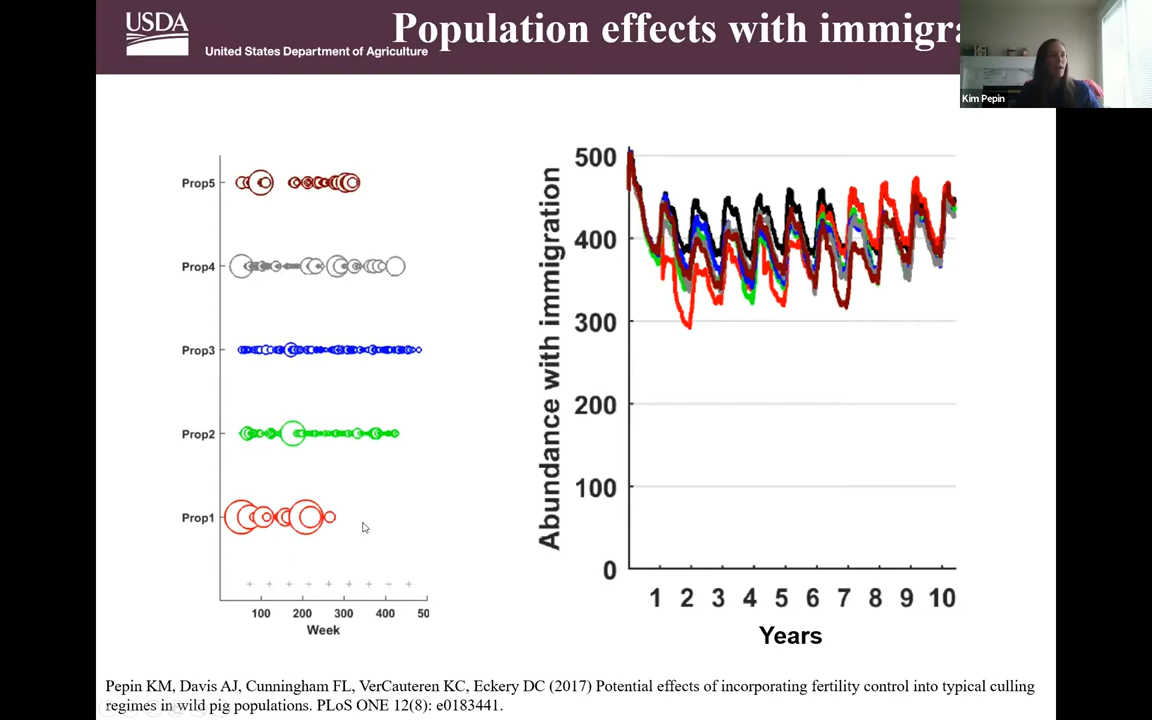 USDA
United States Department of Agriculture
Population effects with immigra
Kim Pepin
Prop5
Prop4
Prop3
Prop2
Prop1
100 200 300 400 50
Week
Abundance with immigration
500
400
300
200
100
0
1 2 3 4 5 6 7 8 9 10
Years
Pepin KM, Davis AJ, Cunningham FL, VerCauteren KC, Eckery DC (2017) Potential effects of incorporating fertility control into typical culling
regimes in wild pig populations. PLoS ONE 12(8): e0183441.